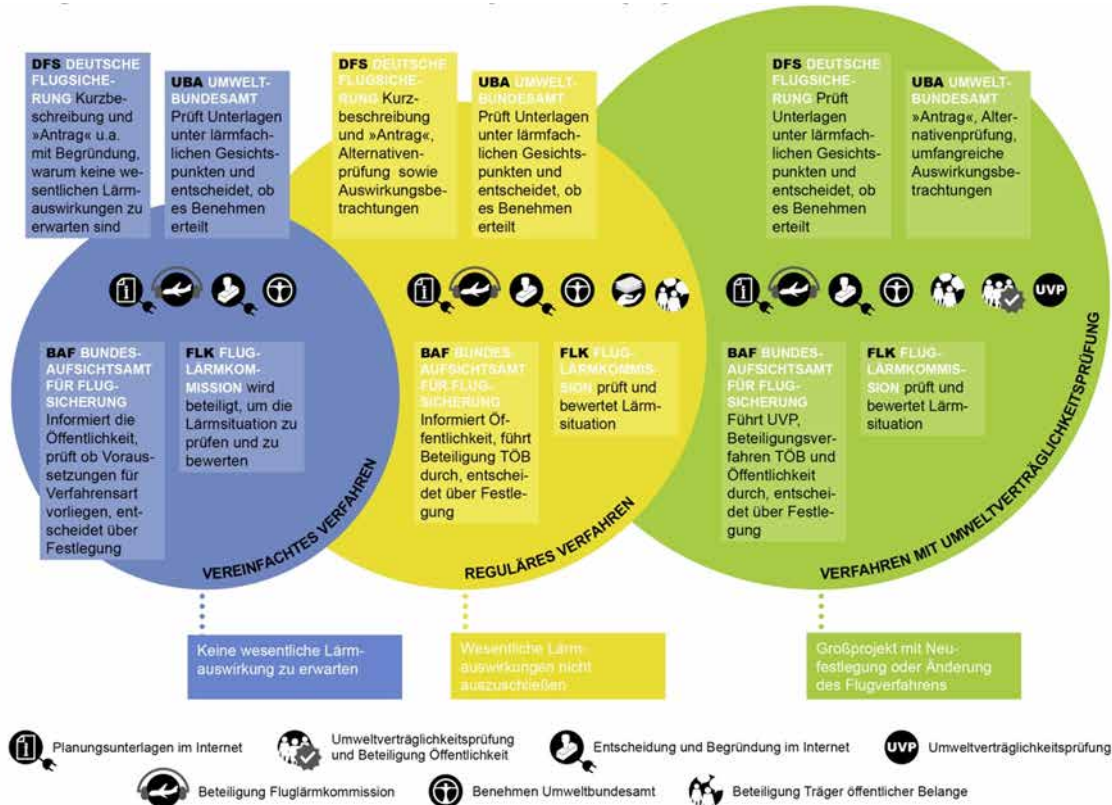 DFS DEUTSCHE
FLUGSICHE-
RUNG Kurzbe-
schreibung und
»Antrag« u.a.
mit Begründung,
warum keine we-
sentlichen Lärm-
auswirkungen zu
erwarten sind
UBA UMWELT-
BUNDESAMT
Prüft Unterlagen
unter lärmfach-
lichen Gesichts-
punkten und
entscheidet, ob
es Benehmen
erteilt
DFS DEUTSCHE
FLUGSICHE-
RUNG Kurz-
beschreibung
und »Antrag«,
Alternativen-
prüfung sowie
Auswirkungsbe-
trachtungen
UBA UMWELT-
BUNDESAMT
Prüft Unterlagen
unter lärmfach-
lichen Gesichts-
punkten und
entscheidet, ob
es Benehmen
erteilt
DFS DEUTSCHE
FLUGSICHE-
RUNG Prüft
Unterlagen
unter lärmfach-
lichen Gesichts-
punkten und
entscheidet, ob
es Benehmen
erteilt
UBA UMWELT-
BUNDESAMT
»Antrag«, Alter-
nativenprüfung,
umfangreiche
Auswirkungsbe-
trachtungen
UVP
BAF BUNDES-
AUFSICHTSAMT
FÜR FLUG-
SICHERUNG
Informiert die
Öffentlichkeit,
prüft ob Voraus-
setzungen für
Verfahrensart
vorliegen, ent-
scheidet über
Festlegung
FLK FLUG-
LÄRMKOM-
MISSION wird
beteiligt, um die
Lärmsituation zu
prüfen und zu
bewerten
BAF BUNDES-
AUFSICHTSAMT
FÜR FLUG-
SICHERUNG
Informiert Öf-
fentlichkeit, führt
Beteiligung TÖB
durch, entschei-
det über Festle-
gung
FLK FLUG-
LÄRMKOMMIS-
SION prüft und
bewertet Lärm-
situation
BAF BUNDES-
AUFSICHTSAMT
FÜR FLUG-
SICHERUNG
Führt UVP,
Beteiligungsver-
fahren TÖB und
Öffentlichkeit
durch, entschei-
det über Festle-
gung
FLK FLUG-
LÄRMKOMMIS-
SION prüft und
bewertet Lärm-
situation
VEREINFACHTES VERFAHREN
REGULÄRES VERFAHREN
VERFAHREN MIT UMWELTVERTRÄGLICHKEITSPRÜFUNG
Keine wesentliche Lärm-
auswirkung zu erwarten
Wesentliche Lärm-
auswirkungen nicht
auszuschließen
Großprojekt mit Neu-
festlegung oder Änderung
des Flugverfahrens
Planungsunterlagen im Internet
Umweltverträglichkeitsprüfung
und Beteiligung Öffentlichkeit
Entscheidung und Begründung im Internet
UVP Umweltverträglichkeitsprüfung
Beteiligung Fluglärmkommission
Benehmen Umweltbundesamt
Beteiligung Träger öffentlicher Belange